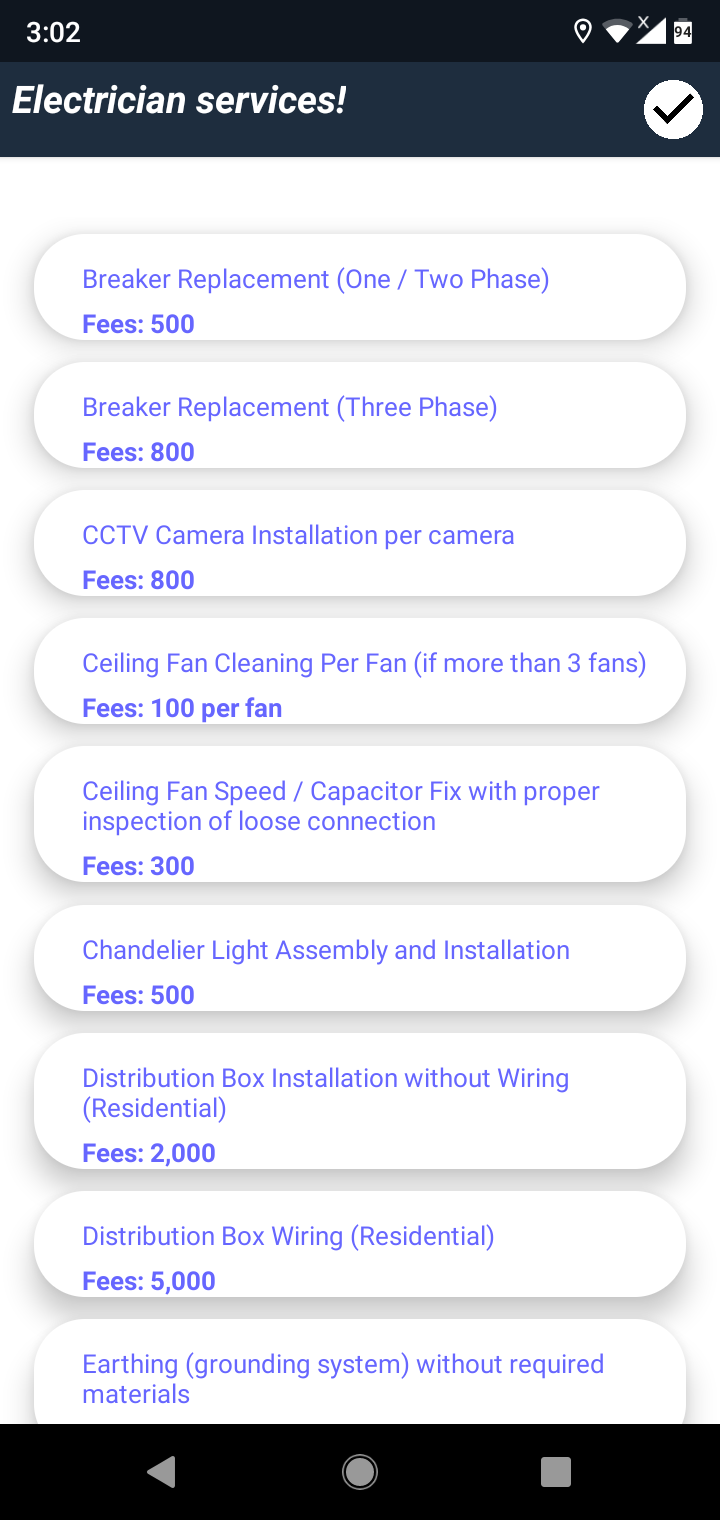 3:02
94
Electrician services!
Breaker Replacement (One / Two Phase)
Fees: 500
Breaker Replacement (Three Phase)
Fees: 800
CCTV Camera Installation per camera
Fees: 800
Ceiling Fan Cleaning Per Fan (if more than 3 fans)
Fees: 100 per fan
Ceiling Fan Speed / Capacitor Fix with proper
inspection of loose connection
Fees: 300
Chandelier Light Assembly and Installation
Fees: 500
Distribution Box Installation without Wiring
(Residential)
Fees: 2,000
Distribution Box Wiring (Residential)
Fees: 5,000
Earthing (grounding system) without required
materials